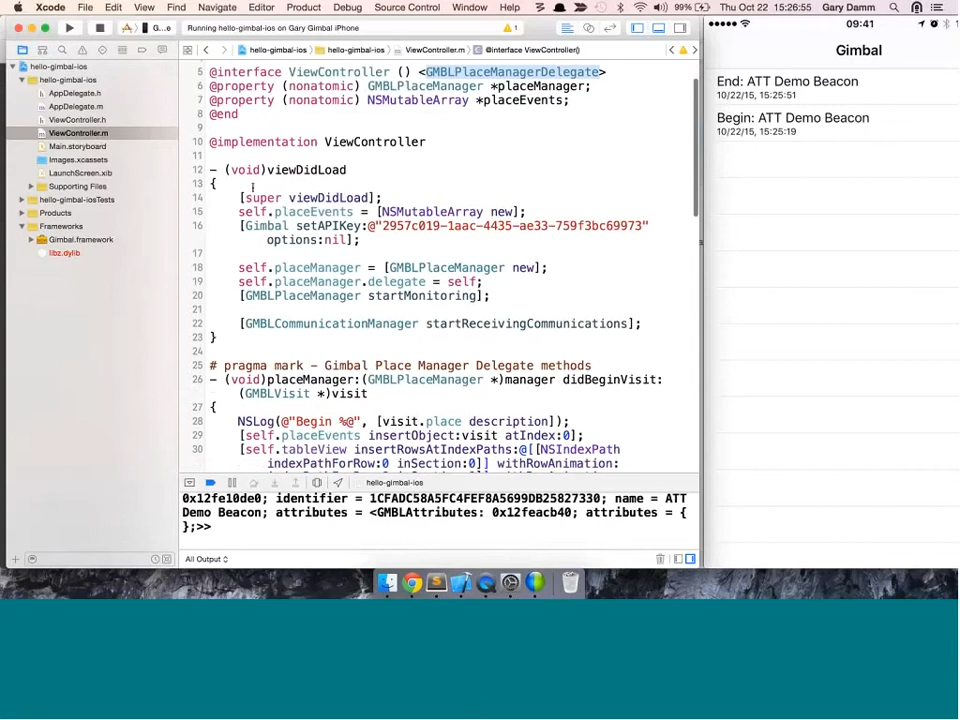 Xcode File Edit View Find Navigate Editor Product Debug Source Control Window Help 99% Thu Oct 22 15:26:55 Gary Damm
G... Running hello-gimbal-ios on Gary Gimbal iPhone 1
hello-gimbal-ios hello-gimbal-ios ViewController.m @interface ViewController()
hello-gimbal-ios
hello-gimbal-ios
AppDelegate.h
AppDelegate.m
ViewController.h
ViewController.m
Main.storyboard
Images.xcassets
LaunchScreen.xib
Supporting Files
hello-gimbal-iosTests
Products
Frameworks
Gimbal.framework
libz.dylib
5 @interface ViewController () <GMBLPlaceManagerDelegate>
6 @property (nonatomic) GMBLPlaceManager *placeManager;
7 @property (nonatomic) NSMutableArray *placeEvents;
8 @end
9
10 @implementation ViewController
11
12 - (void)viewDidLoad
13 {
14 [super viewDidLoad];
15 self.placeEvents = [NSMutableArray new];
16 [Gimbal setAPIKey:@"2957c019-1aac-4435-ae33-759f3bc69973"
options:nil];
17
18 self.placeManager = [GMBLPlaceManager new];
19 self.placeManager.delegate = self;
20 [GMBLPlaceManager startMonitoring];
21
22 [GMBLCommunicationManager startReceivingCommunications];
23 }
24
25 # pragma mark - Gimbal Place Manager Delegate methods
26 - (void)placeManager:(GMBLPlaceManager *)manager didBeginVisit:
(GMBLVisit *)visit
27 {
28 NSLog(@"Begin %@", [visit.place description]);
29 [self.placeEvents insertObject:visit atIndex:0];
30 [self.tableView insertRowsAtIndexPaths:@[[NSIndexPath
indexPathForRow:0 inSection:0]] withRowAnimation:
hello-gimbal-ios
0x12fe10de0; identifier = 1CFADC58A5FC4FEF8A5699DB25827330; name = ATT
Demo Beacon; attributes = <GMBLAttributes: 0x12feacb40; attributes = {
};>>
All Output
09:41
Gimbal
End: ATT Demo Beacon
10/22/15, 15:25:51
Begin: ATT Demo Beacon
10/22/15, 15:25:19